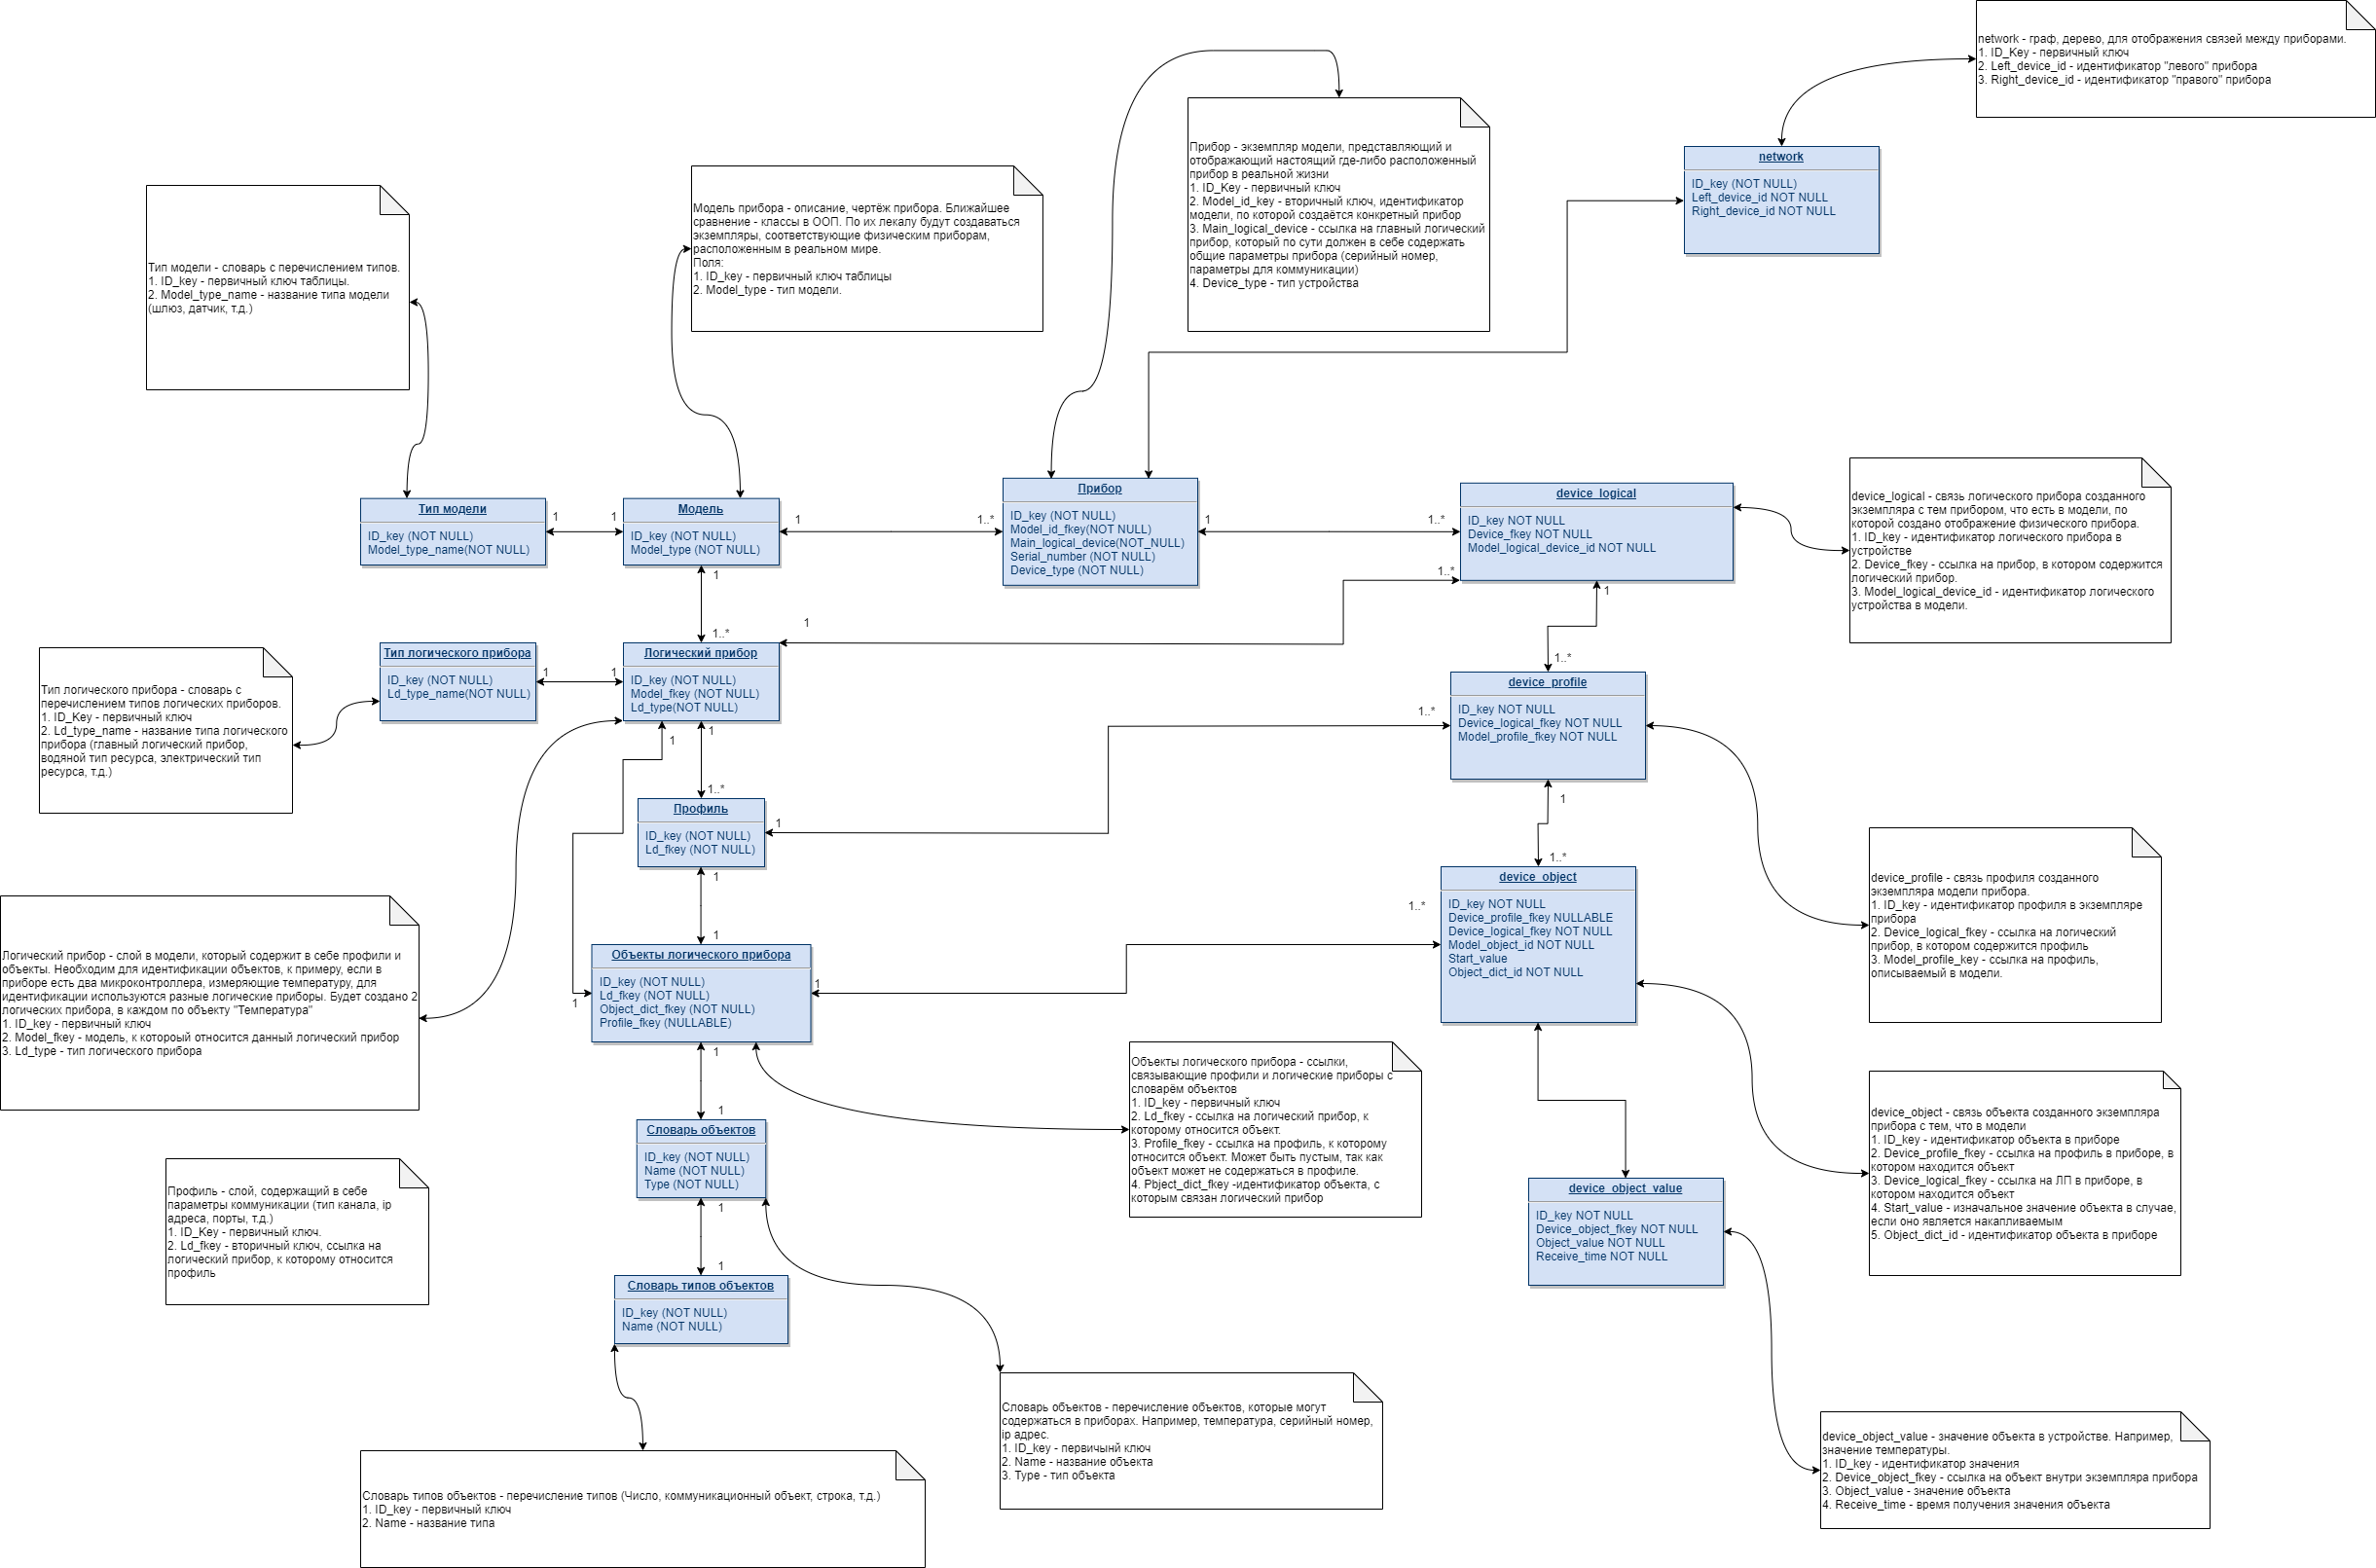 network - граф, дерево, для отображения связей между приборами.
1. ID_Key - первичный ключ
2. Left_device_id - идентификатор "левого" прибора
3. Right_device_id - идентификатор "правого" прибора
Прибор - экземпляр модели, представляющий и
отображающий настоящий где-либо расположенный
прибор в реальной жизни
1. ID_Key - первичный ключ
2. Model_id_key - вторичный ключ, идентификатор
модели, по которой создаётся конкретный прибор
3. Main_logical_device - ссылка на главный логический
прибор, который по сути должен в себе содержать
общие параметры прибора (серийный номер,
параметры для коммуникации)
4. Device_type - тип устройства
network
ID_key (NOT NULL)
Left_device_id NOT NULL
Right_device_id NOT NULL
Модель прибора - описание, чертёж прибора. Ближайшее
сравнение - классы в ООП. По их лекалу будут создаваться
экземпляры, соответствующие физическим приборам,
расположенным в реальном мире.
Поля:
1. ID_key - первичный ключ таблицы
2. Model_type - тип модели.
Тип модели - словарь с перечислением типов.
1. ID_key - первичный ключ таблицы.
2. Model_type_name - название типа модели
(шлюз, датчик, т.д.)
Тип модели
ID_key (NOT NULL)
Model_type_name(NOT NULL)
1
1
Модель
ID_key (NOT NULL)
Model_type (NOT NULL)
1
1..*
Прибор
ID_key (NOT NULL)
Model_id_fkey(NOT NULL)
Main_logical_device(NOT_NULL)
Serial_number (NOT NULL)
Device_type (NOT NULL)
1
1..*
device_logical
ID_key NOT NULL
Device_fkey NOT NULL
Model_logical_device_id NOT NULL
device_logical - связь логического прибора созданного
экземпляра с тем прибором, что есть в модели, по
которой создано отображение физического прибора.
1. ID_key - идентификатор логического прибора в
устройстве
2. Device_fkey - ссылка на прибор, в котором содержится
логический прибор.
3. Model_logical_device_id - идентификатор логического
устройства в модели.
1
1..*
1
1..*
1
1..*
Тип логического прибора - словарь с
перечислением типов логических приборов.
1. ID_Key - первичный ключ
2. Ld_type_name - название типа логического
прибора (главный логический прибор,
водяной тип ресурса, электрический тип
ресурса, т.д.)
Тип логического прибора
ID_key (NOT NULL)
Ld_type_name(NOT NULL)
1
1
Логический прибор
ID_key (NOT NULL)
Model_fkey (NOT NULL)
Ld_type(NOT NULL)
device_profile
ID_key NOT NULL
Device_logical_fkey NOT NULL
Model_profile_fkey NOT NULL
1
1
1..*
1..*
Профиль
ID_key (NOT NULL)
Ld_fkey (NOT NULL)
1
1
1..*
device_profile - связь профиля созданного
экземпляра модели прибора.
1. ID_key - идентификатор профиля в экземпляре
прибора
2. Device_logical_fkey - ссылка на логический
прибор, в котором содержится профиль
3. Model_profile_key - ссылка на профиль,
описываемый в модели.
device_object
ID_key NOT NULL
Device_profile_fkey NULLABLE
Device_logical_fkey NOT NULL
Model_object_id NOT NULL
Start_value
Object_dict_id NOT NULL
1
1
1..*
Логический прибор - слой в модели, который содержит в себе профили и
объекты. Необходим для идентификации объектов, к примеру, если в
приборе есть два микроконтроллера, измеряющие температуру, для
идентификации используются разные логические приборы. Будет создано 2
логических прибора, в каждом по объекту "Температура"
1. ID_key - первичный ключ
2. Model_fkey - модель, к котороый относится данный логический прибор
3. Ld_type - тип логического прибора
Объекты логического прибора
ID_key (NOT NULL)
Ld_fkey (NOT NULL)
Object_dict_fkey (NOT NULL)
Profile_fkey (NULLABLE)
1
1
1
1
Объекты логического прибора - ссылки,
связывающие профили и логические приборы с
словарём объектов
1. ID_key - первичный ключ
2. Ld_fkey - ссылка на логический прибор, к
которому относится объект.
3. Profile_fkey - ссылка на профиль, к которому
относится объект. Может быть пустым, так как
объект может не содержаться в профиле.
4. Pbject_dict_fkey -идентификатор объекта, с
которым связан логический прибор
device_object - связь объекта созданного экземпляра
прибора с тем, что в модели
1. ID_key - идентификатор объекта в приборе
2. Device_profile_fkey - ссылка на профиль в приборе, в
котором находится объект
3. Device_logical_fkey - ссылка на ЛП в приборе, в
котором находится объект
4. Start_value - изначальное значение объекта в случае,
если оно является накапливаемым
5. Object_dict_id - идентификатор объекта в приборе
Словарь объектов
ID_key (NOT NULL)
Name (NOT NULL)
Type (NOT NULL)
Профиль - слой, содержащий в себе
параметры коммуникации (тип канала, ip
адреса, порты, т.д.)
1. ID_Key - первичный ключ.
2. Ld_fkey - вторичный ключ, ссылка на
логический прибор, к которому относится
профиль
device_object_value
ID_key NOT NULL
Device_object_fkey NOT NULL
Object_value NOT NULL
Receive_time NOT NULL
1
1
Словарь типов объектов
ID_key (NOT NULL)
Name (NOT NULL)
Словарь объектов - перечисление объектов, которые могут
содержаться в приборах. Например, температура, серийный номер,
ip адрес.
1. ID_key - первичынй ключ
2. Name - название объекта
3. Type - тип объекта
device_object_value - значение объекта в устройстве. Например,
значение температуры.
1. ID_key - идентификатор значения
2. Device_object_fkey - ссылка на объект внутри экземпляра прибора
3. Object_value - значение объекта
4. Receive_time - время получения значения объекта
Словарь типов объектов - перечисление типов (Число, коммуникационный объект, строка, т.д.)
1. ID_key - первичный ключ
2. Name - название типа